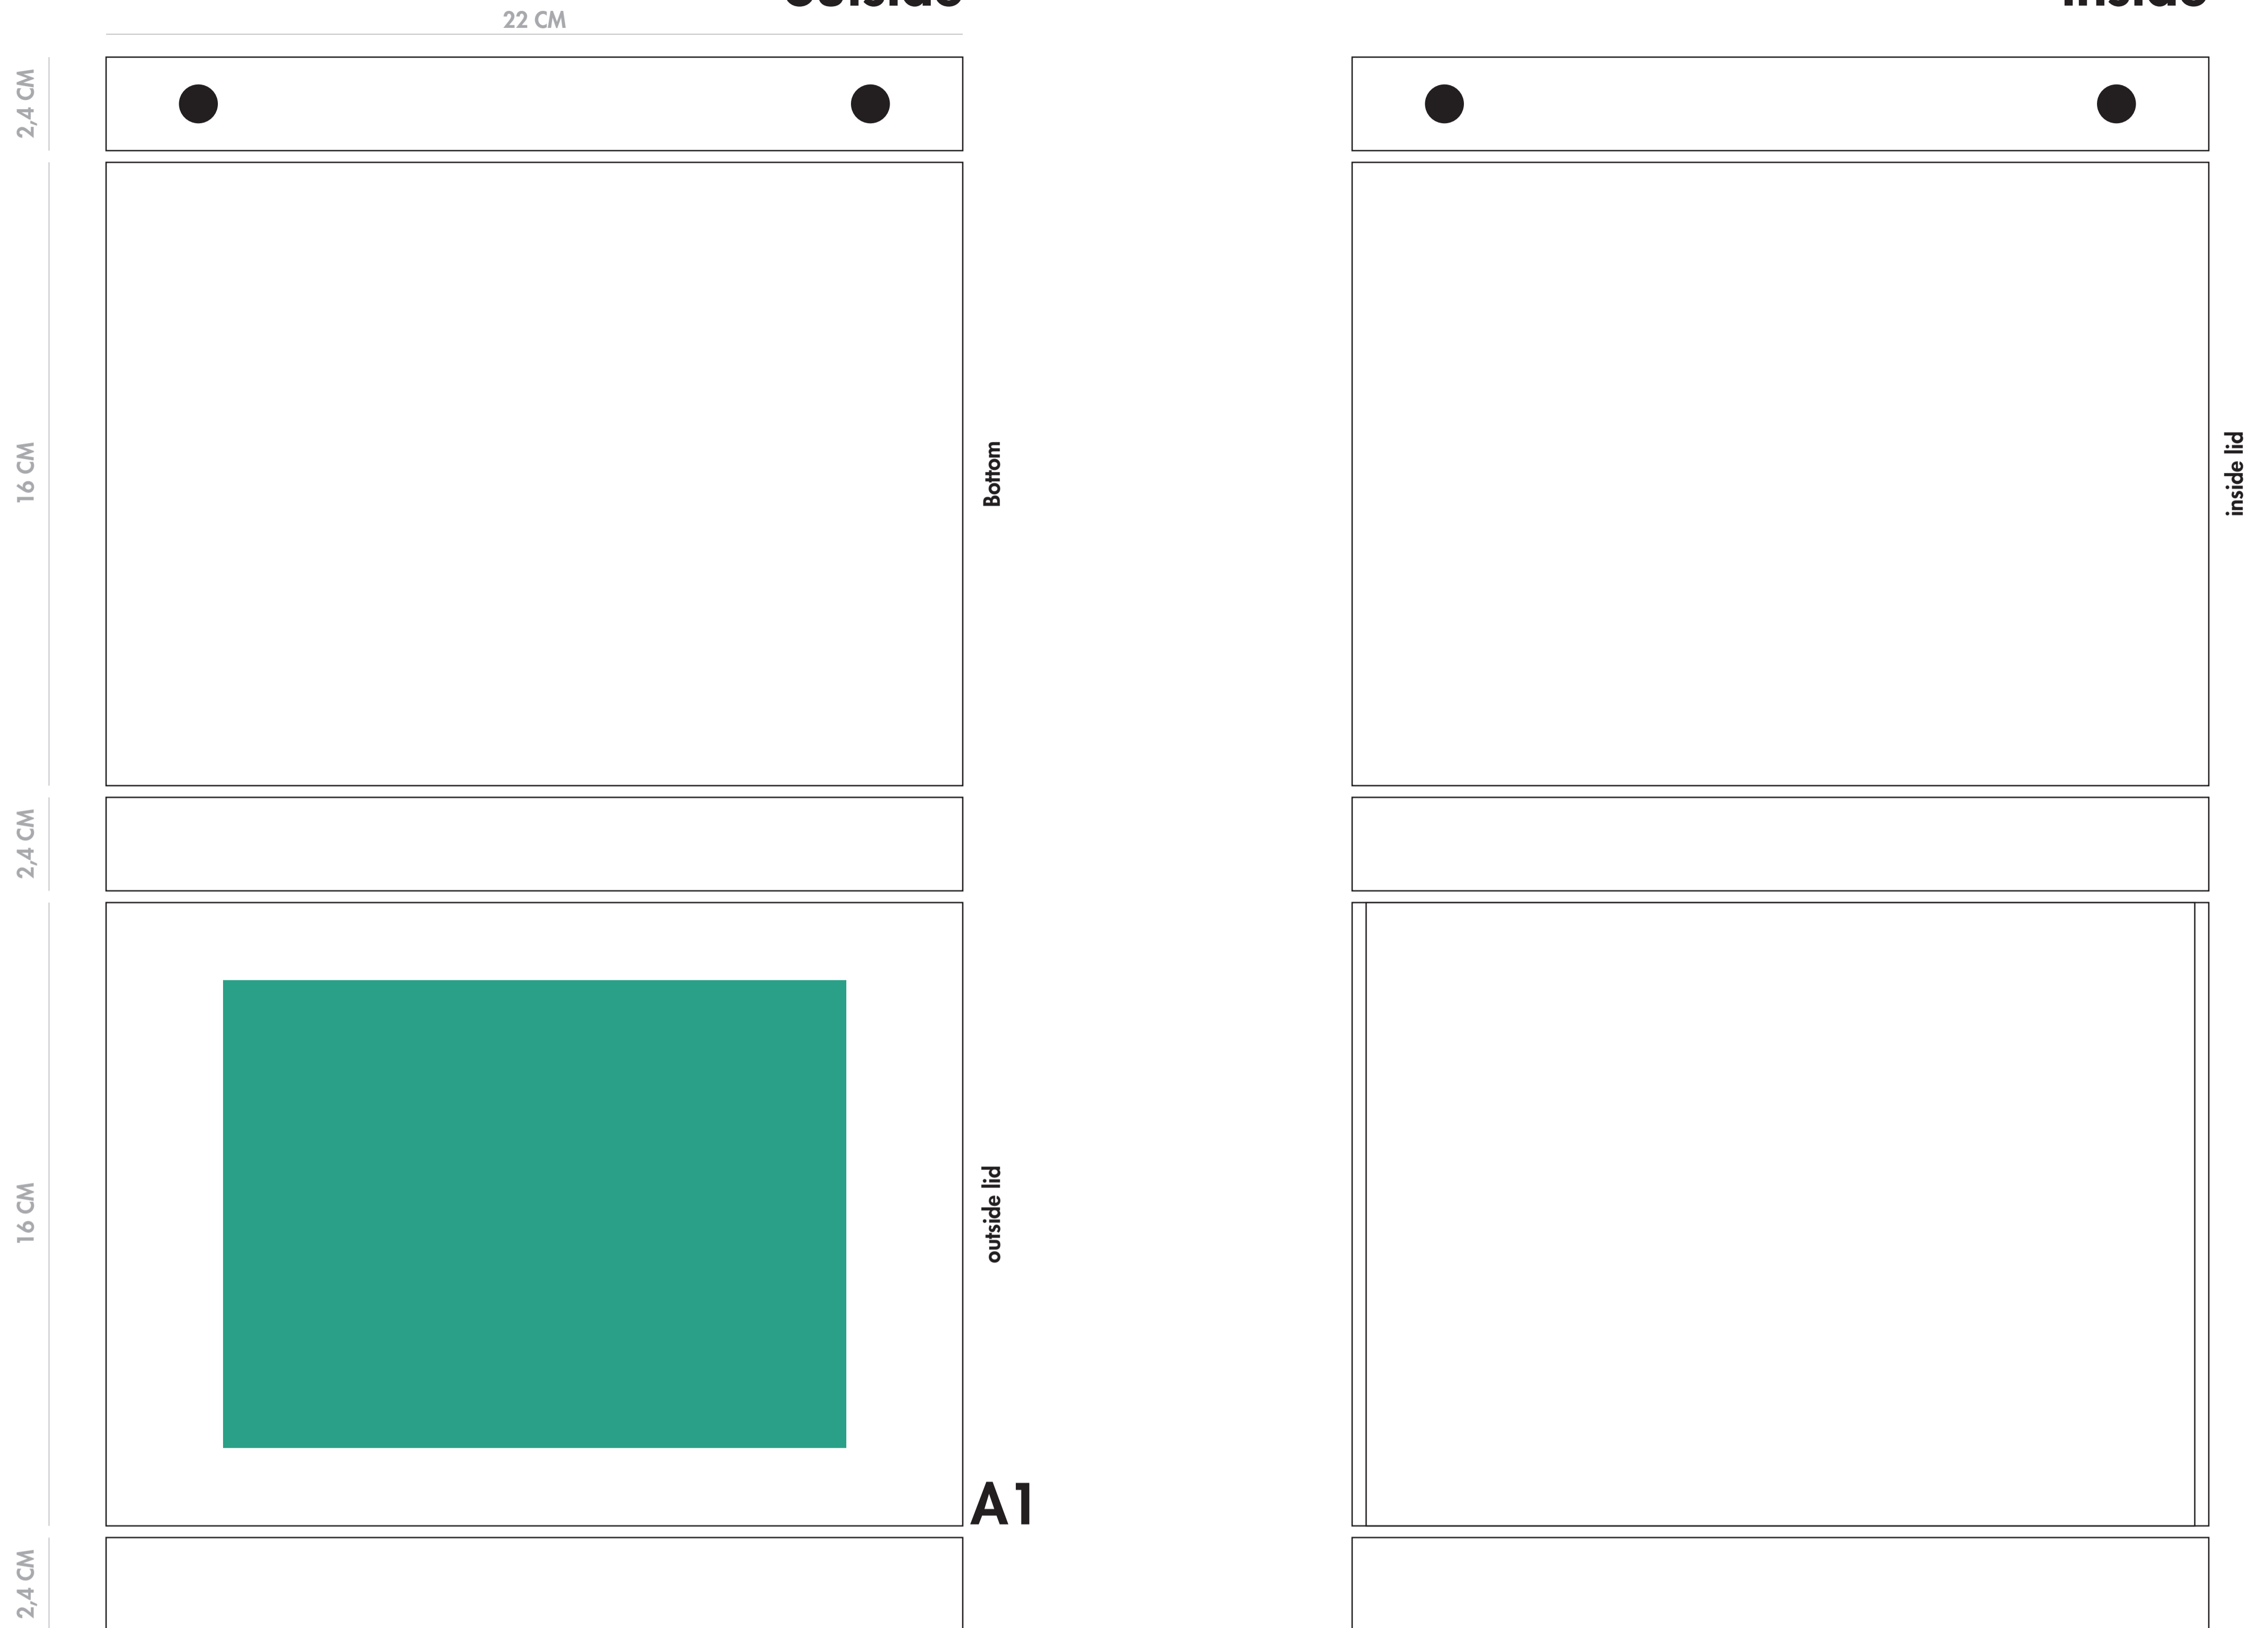 22 CM
2,4 CM
16 CM
Bottom
inside lid
2,4 CM
16 CM
outside lid
A1
2,4 CM